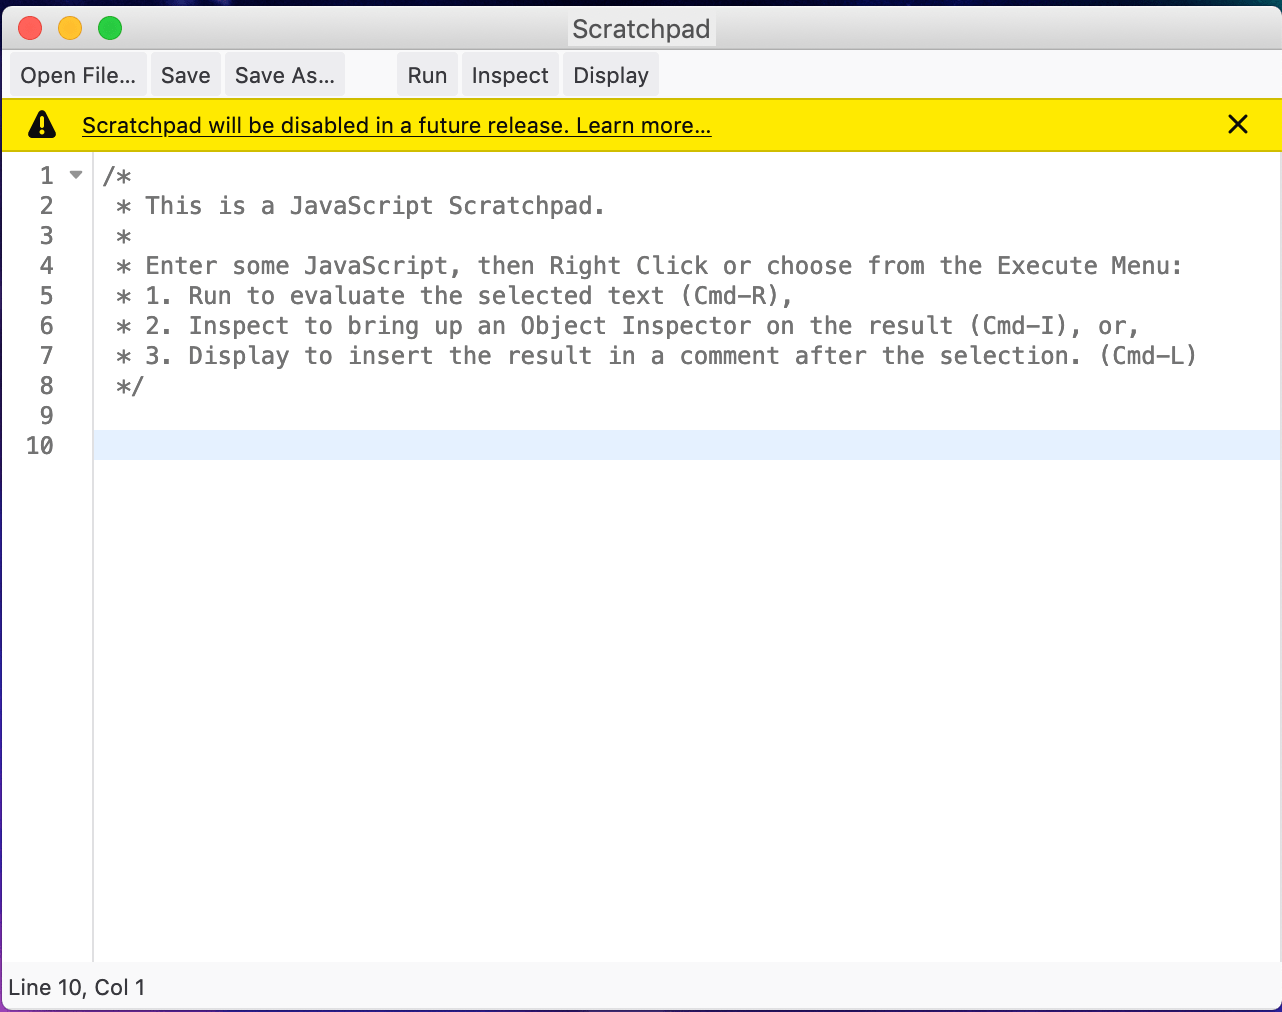 Scratchpad
Open File... Save Save As... Run Inspect Display
Scratchpad will be disabled in a future release. Learn more...
1 /*
2  * This is a JavaScript Scratchpad.
3  *
4  * Enter some JavaScript, then Right Click or choose from the Execute Menu:
5  * 1. Run to evaluate the selected text (Cmd-R),
6  * 2. Inspect to bring up an Object Inspector on the result (Cmd-I), or,
7  * 3. Display to insert the result in a comment after the selection. (Cmd-L)
8  */
9
10
Line 10, Col 1